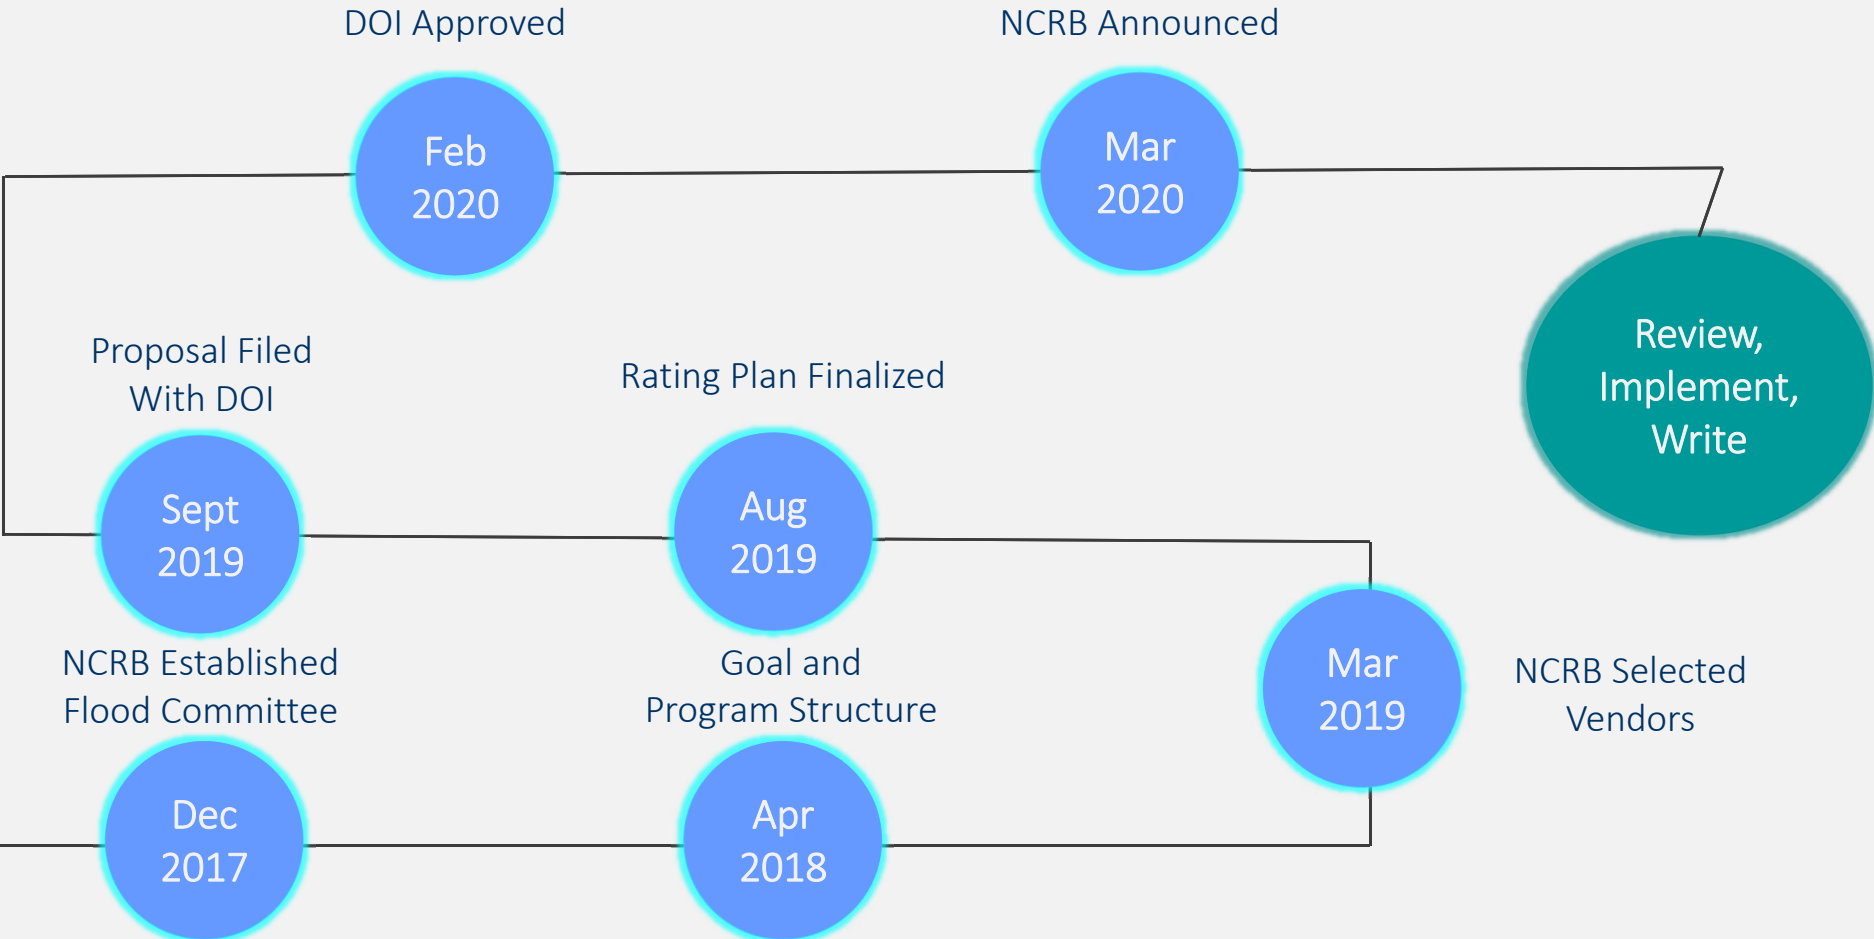 DOI Approved
NCRB Announced
Feb
2020
Mar
2020
Review,
Implement,
Write
Proposal Filed
With DOI
Rating Plan Finalized
Sept
2019
Aug
2019
NCRB Established
Flood Committee
Goal and
Program Structure
Mar
2019
NCRB Selected
Vendors
Dec
2017
Apr
2018